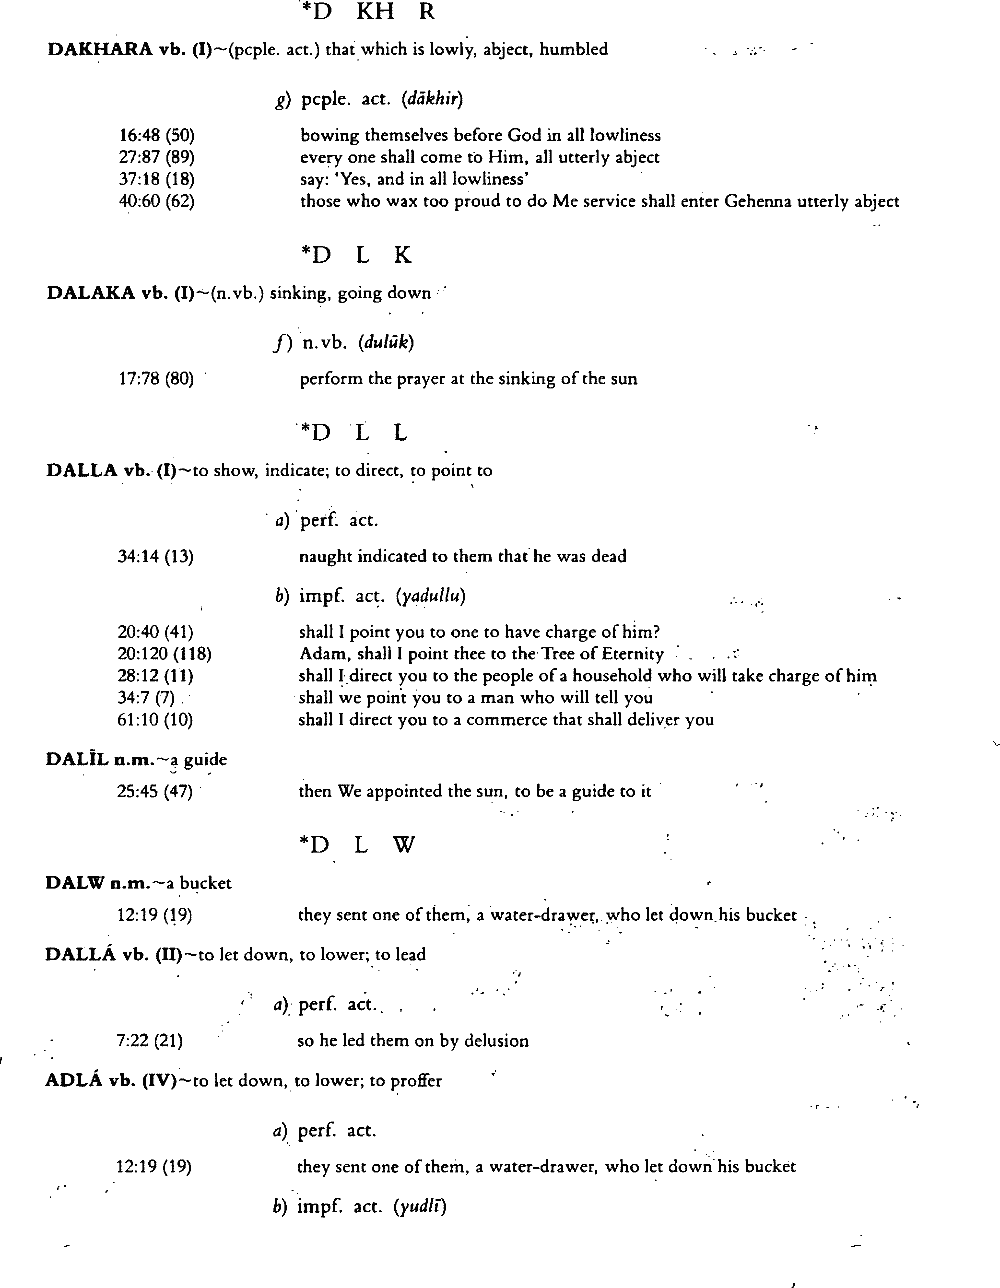 *D KH R
DAKHARA vb. (I)~(pcple. act.) that which is lowly, abject, humbled
g) pcple. act. (dākhir)
16:48 (50) bowing themselves before God in all lowliness
27:87 (89) every one shall come to Him, all utterly abject
37:18 (18) say: 'Yes, and in all lowliness'
40:60 (62) those who wax too proud to do Me service shall enter Gehenna utterly abject
*D L K
DALAKA vb. (I)~(n.vb.) sinking, going down
f) n.vb. (dulūk)
17:78 (80) perform the prayer at the sinking of the sun
*D L L
DALLA vb. (I)~to show, indicate; to direct, to point to
a) perf. act.
34:14 (13) naught indicated to them that he was dead
b) impf. act. (yadullu)
20:40 (41) shall I point you to one to have charge of him?
20:120 (118) Adam, shall I point thee to the Tree of Eternity
28:12 (11) shall I direct you to the people of a household who will take charge of him
34:7 (7) shall we point you to a man who will tell you
61:10 (10) shall I direct you to a commerce that shall deliver you
DALĪL n.m.~a guide
25:45 (47) then We appointed the sun, to be a guide to it
*D L W
DALW n.m.~a bucket
12:19 (19) they sent one of them, a water-drawer, who let down his bucket
DALLÁ vb. (II)~to let down, to lower; to lead
a) perf. act.
7:22 (21) so he led them on by delusion
ADLÁ vb. (IV)~to let down, to lower; to proffer
a) perf. act.
12:19 (19) they sent one of them, a water-drawer, who let down his bucket
b) impf. act. (yudlī)